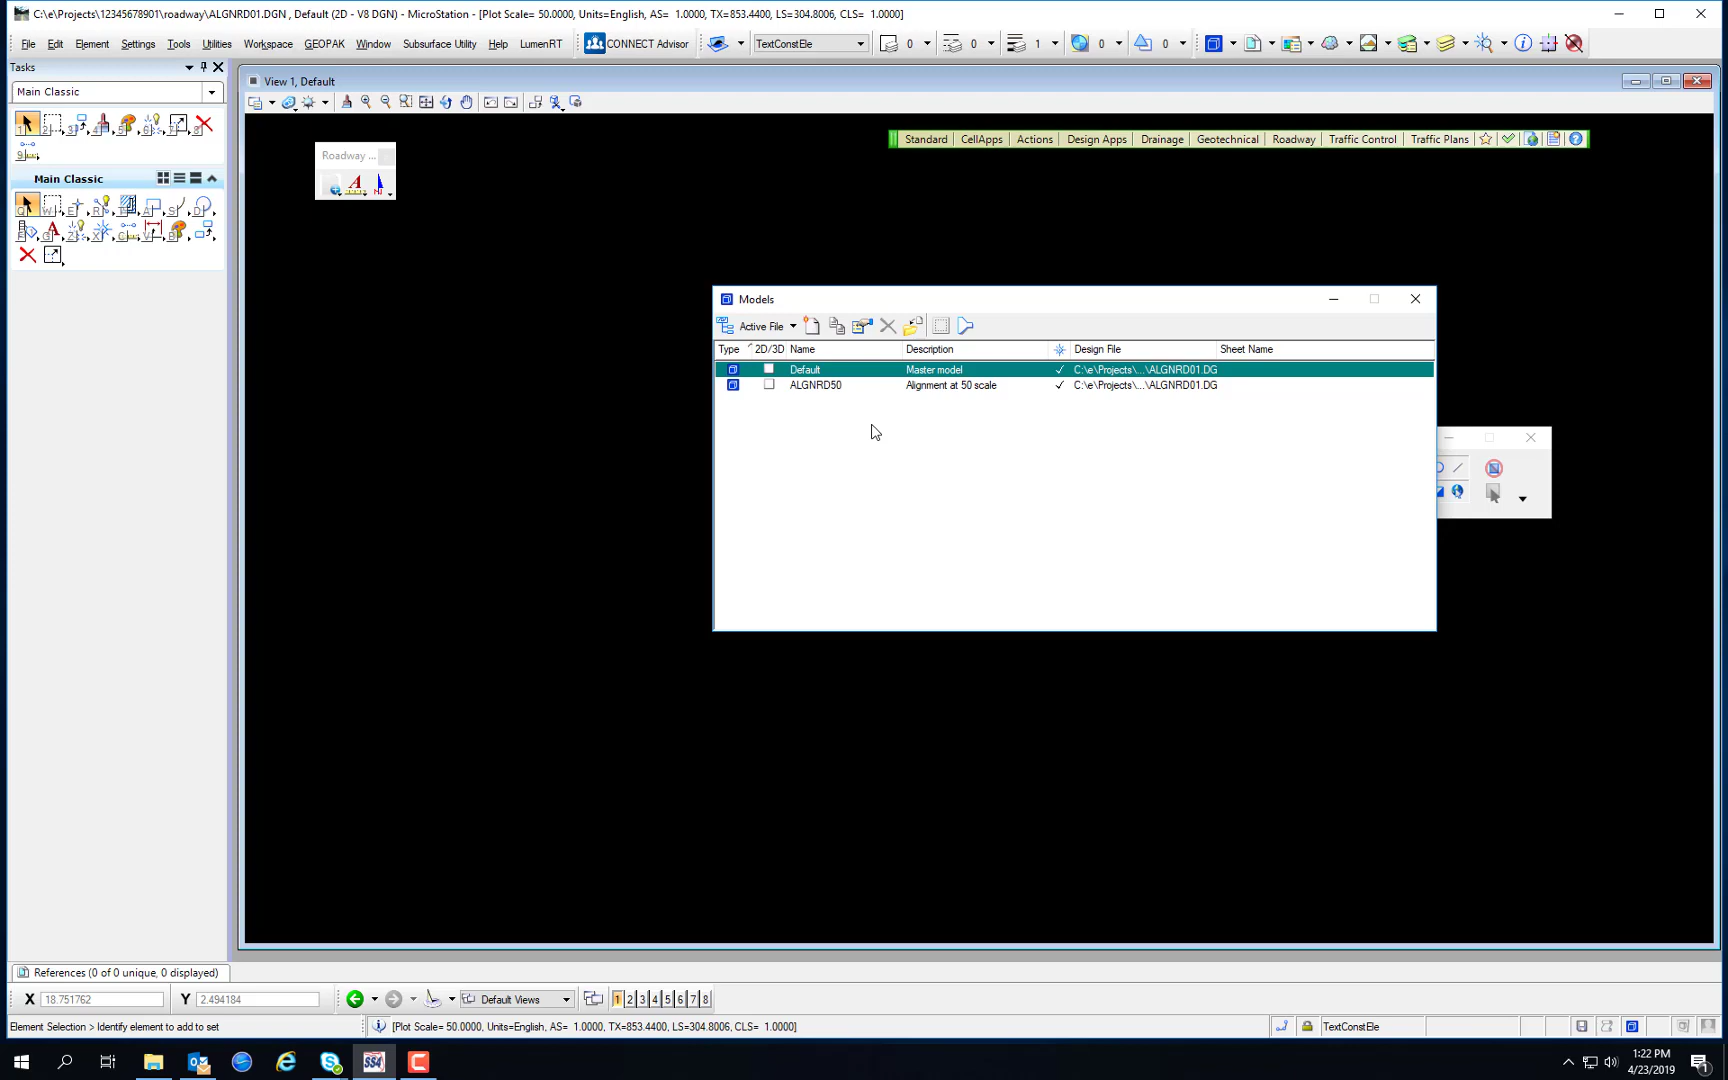 C:\e\Projects\12345678901\roadway\ALGNRD01.DGN , Default (2D - V8 DGN) - MicroStation - [Plot Scale= 50.0000, Units=English, AS=  1.0000, TX=853.4400, LS=304.8006, CLS=  1.0000]
File Edit Element Settings Tools Utilities Workspace GEOPAK Window Subsurface Utility Help LumenRT CONNECT Advisor TextConstEle 0 0 1 0 0
Tasks
View 1, Default
Main Classic
Standard CellApps Actions Design Apps Drainage Geotechnical Roadway Traffic Control Traffic Plans
Roadway ...
Main Classic
Models
Active File
Type 2D/3D Name Description Design File Sheet Name
Default Master model ✓ C:\e\Projects\...\ALGNRD01.DG
ALGNRD50 Alignment at 50 scale ✓ C:\e\Projects\...\ALGNRD01.DG
References (0 of 0 unique, 0 displayed)
X 18.751762 Y 2.494184 Default Views 1 2 3 4 5 6 7 8
Element Selection > Identify element to add to set [Plot Scale= 50.0000, Units=English, AS=  1.0000, TX=853.4400, LS=304.8006, CLS=  1.0000] TextConstEle
SS4
1:22 PM
4/23/2019
1